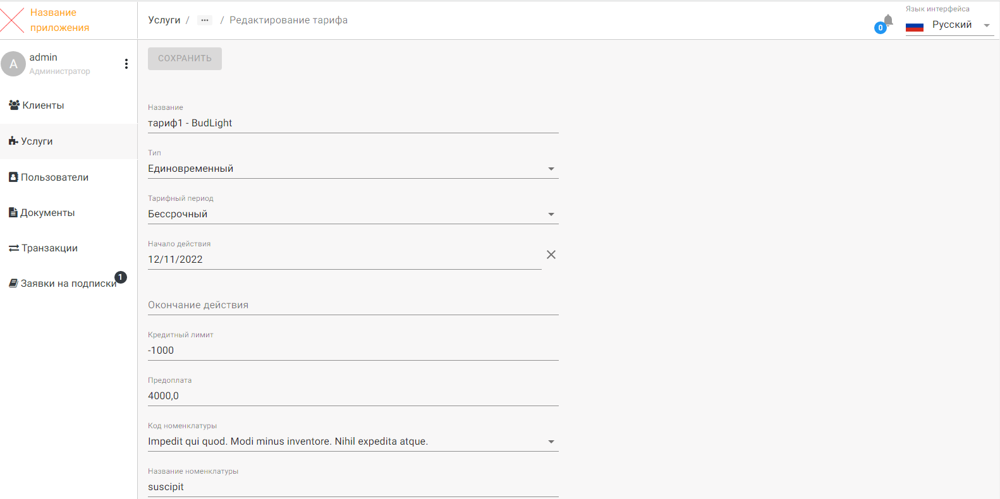 Название
приложения
Услуги / ... / Редактирование тарифа
0
Язык интерфейса
Русский
A
admin
Администратор
Клиенты
Услуги
Пользователи
Документы
Транзакции
Заявки на подписки
1
СОХРАНИТЬ
Название
тариф1 - BudLight
Тип
Единовременный
Тарифный период
Бессрочный
Начало действия
12/11/2022
Окончание действия
Кредитный лимит
-1000
Предоплата
4000,0
Код номенклатуры
Impedit qui quod. Modi minus inventore. Nihil expedita atque.
Название номенклатуры
suscipit